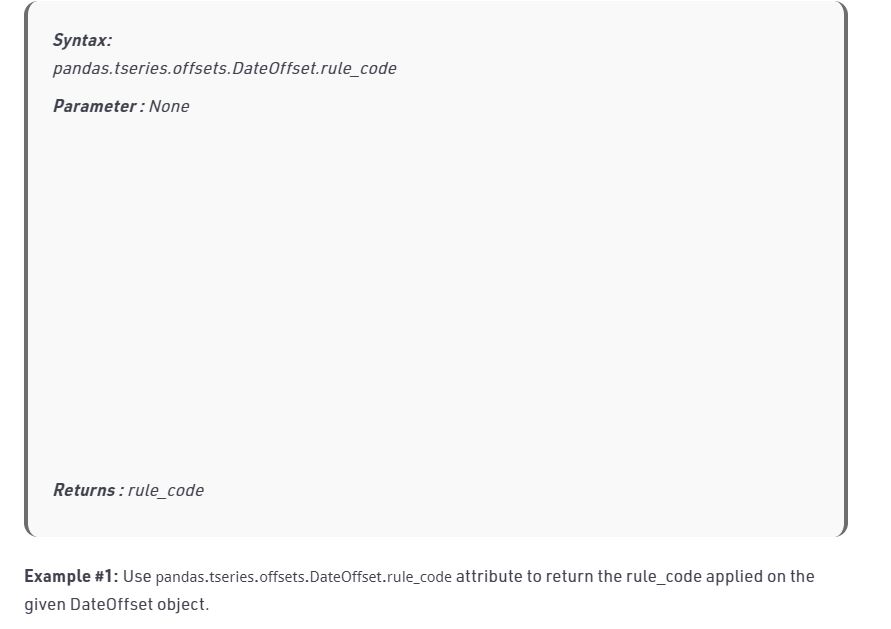 Syntax:
pandas.tseries.offsets.DateOffset.rule_code
Parameter : None
Returns : rule_code
Example #1: Use pandas.tseries.offsets.DateOffset.rule_code attribute to return the rule_code applied on the
given DateOffset object.